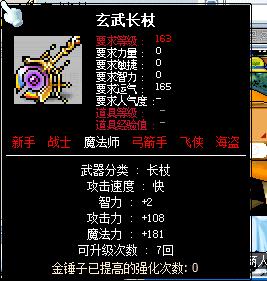 玄武长杖
要求等级： 163
要求力量： 0
要求敏捷： 0
要求智力： 0
要求运气： 165
要求人气度： -
道具等级： -
道具经验值： -
新手 战士 魔法师 弓箭手 飞侠 海盗
武器分类 : 长杖
攻击速度 : 快
智力 : +2
攻击力 : +108
魔法力 : +181
可升级次数 : 7回
金锤子已提高的强化次数: 0